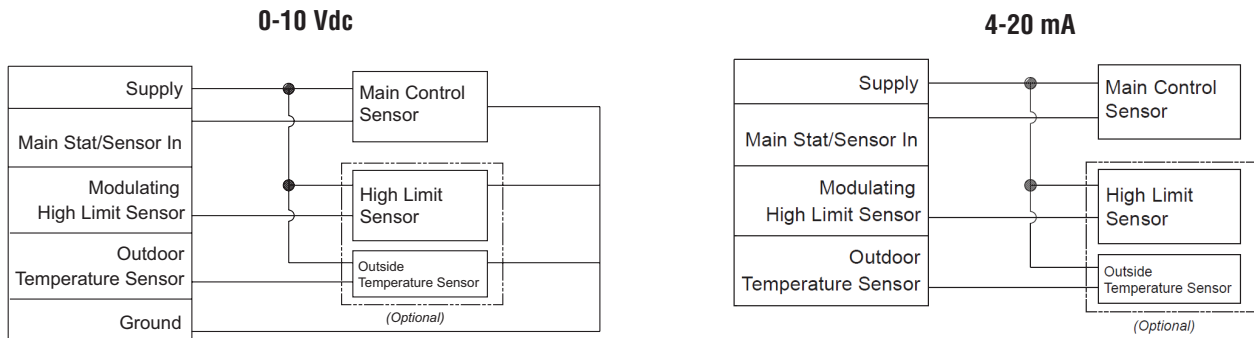 0-10 Vdc
Supply
Main Stat/Sensor In
Modulating
High Limit Sensor
Outdoor
Temperature Sensor
Ground
Main Control
Sensor
High Limit
Sensor
Outside
Temperature Sensor
(Optional)
4-20 mA
Supply
Main Stat/Sensor In
Modulating
High Limit Sensor
Outdoor
Temperature Sensor
Main Control
Sensor
High Limit
Sensor
Outside
Temperature Sensor
(Optional)